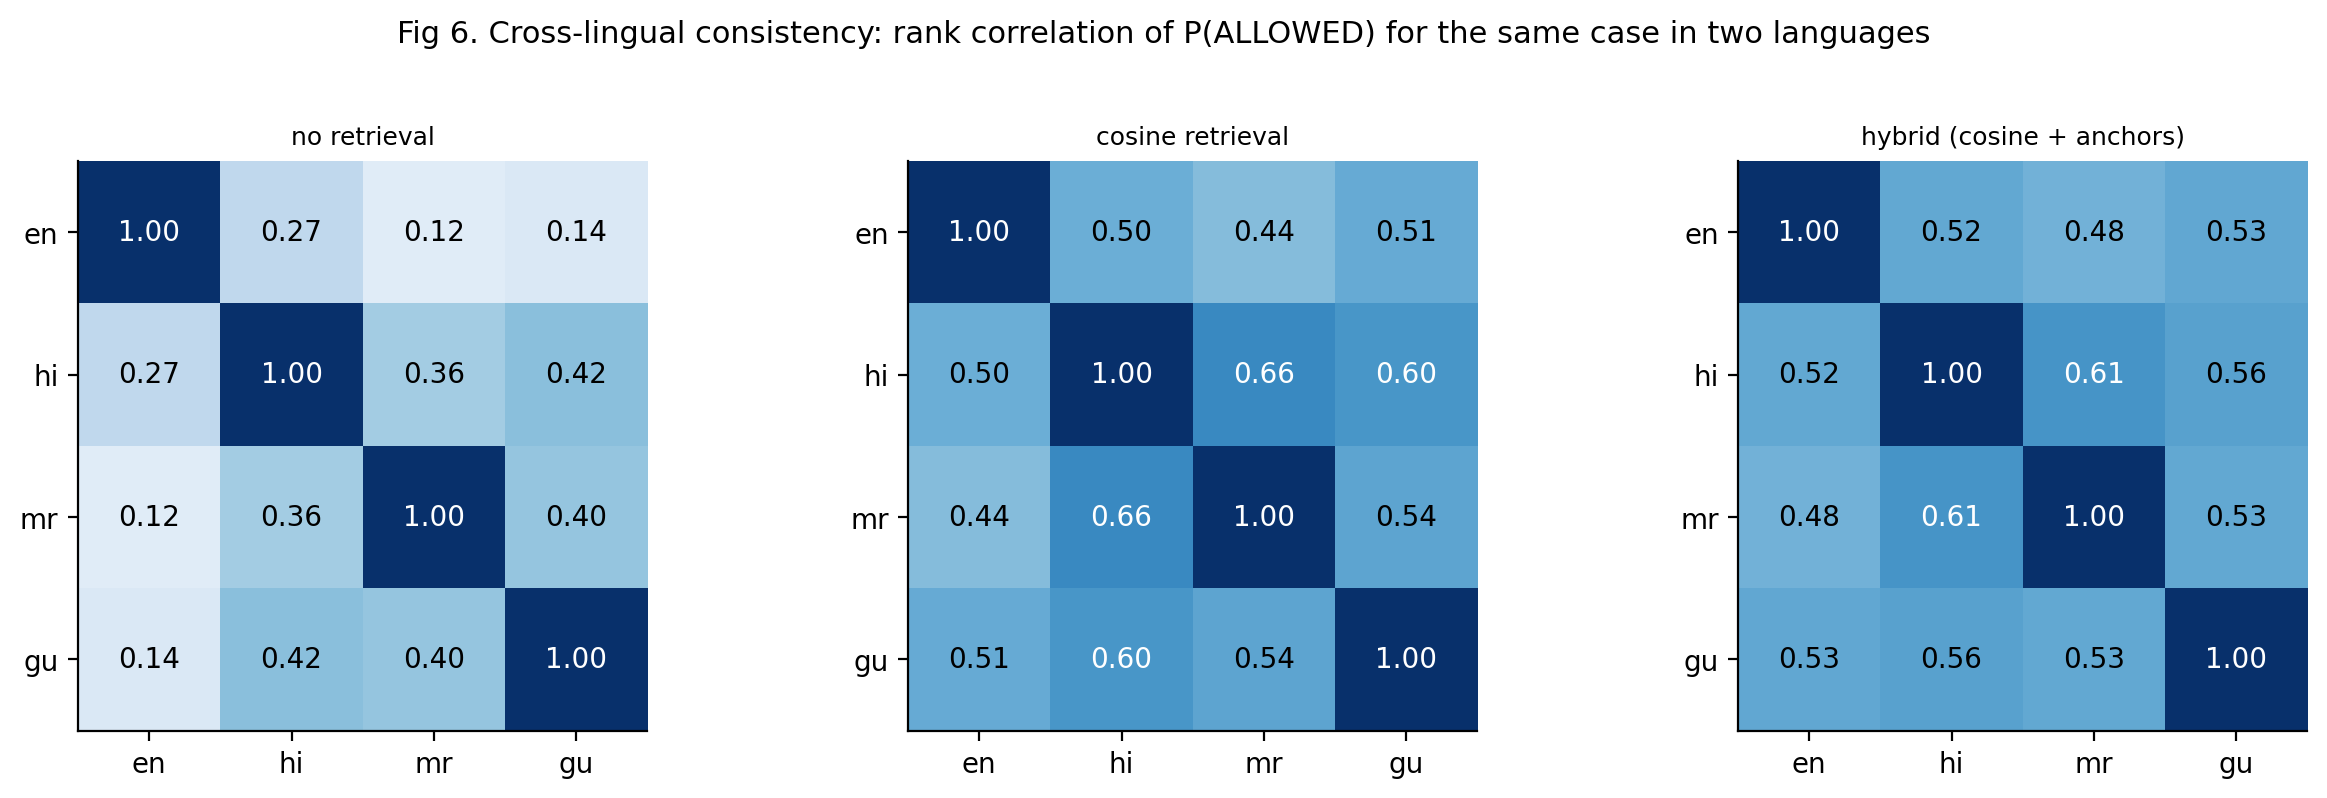 Fig 6. Cross-lingual consistency: rank correlation of P(ALLOWED) for the same case in two languages
no retrieval
en 1.00 0.27 0.12 0.14
hi 0.27 1.00 0.36 0.42
mr 0.12 0.36 1.00 0.40
gu 0.14 0.42 0.40 1.00
en hi mr gu
cosine retrieval
en 1.00 0.50 0.44 0.51
hi 0.50 1.00 0.66 0.60
mr 0.44 0.66 1.00 0.54
gu 0.51 0.60 0.54 1.00
en hi mr gu
hybrid (cosine + anchors)
en 1.00 0.52 0.48 0.53
hi 0.52 1.00 0.61 0.56
mr 0.48 0.61 1.00 0.53
gu 0.53 0.56 0.53 1.00
en hi mr gu